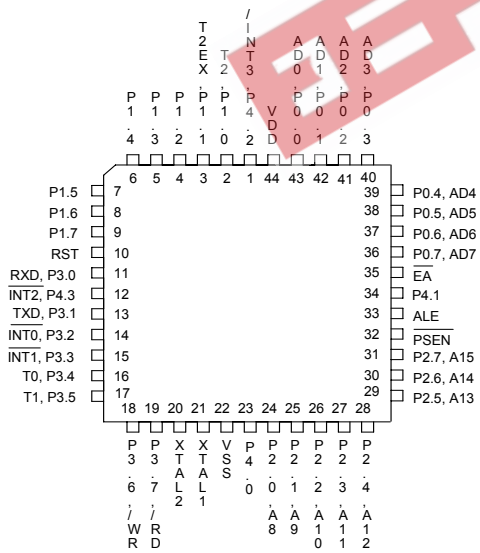 P1.4
P1.3
P1.2
T2EX, P1.1
T2, P1.0
/INT3, P4.2
VDD
AD0, P0.0
AD1, P0.1
AD2, P0.2
AD3, P0.3
6 5 4 3 2 1 44 43 42 41 40
P1.5 7
P1.6 8
P1.7 9
RST 10
RXD, P3.0 11
INT2, P4.3 12
TXD, P3.1 13
INT0, P3.2 14
INT1, P3.3 15
T0, P3.4 16
T1, P3.5 17
39 P0.4, AD4
38 P0.5, AD5
37 P0.6, AD6
36 P0.7, AD7
35 EA
34 P4.1
33 ALE
32 PSEN
31 P2.7, A15
30 P2.6, A14
29 P2.5, A13
18 19 20 21 22 23 24 25 26 27 28
P3.6, /WR
P3.7, /RD
XTAL2
XTAL1
VSS
P4.0
P2.0, A8
P2.1, A9
P2.2, A10
P2.3, A11
P2.4, A12